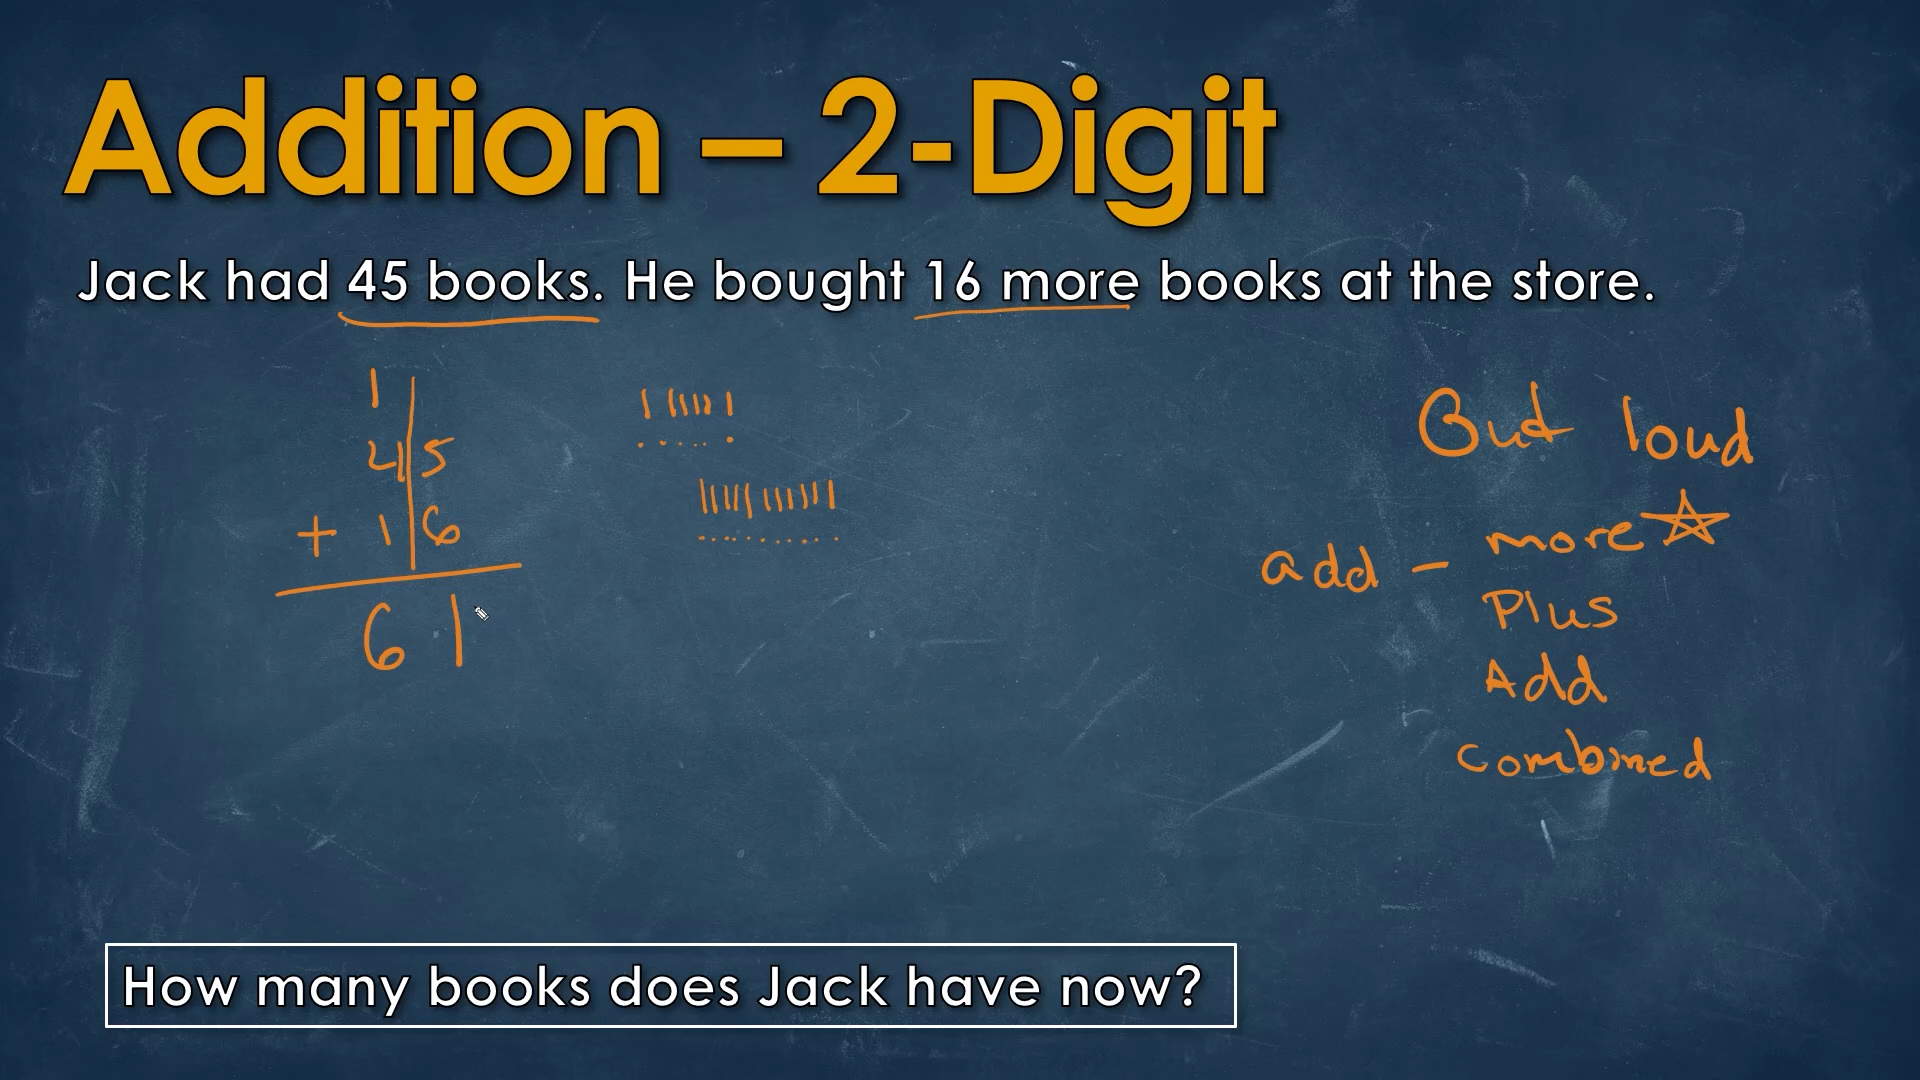 Addition – 2-Digit
Jack had 45 books. He bought 16 more books at the store.
1
45
+ 16
61
Out loud
add - more
Plus
Add
combined
How many books does Jack have now?